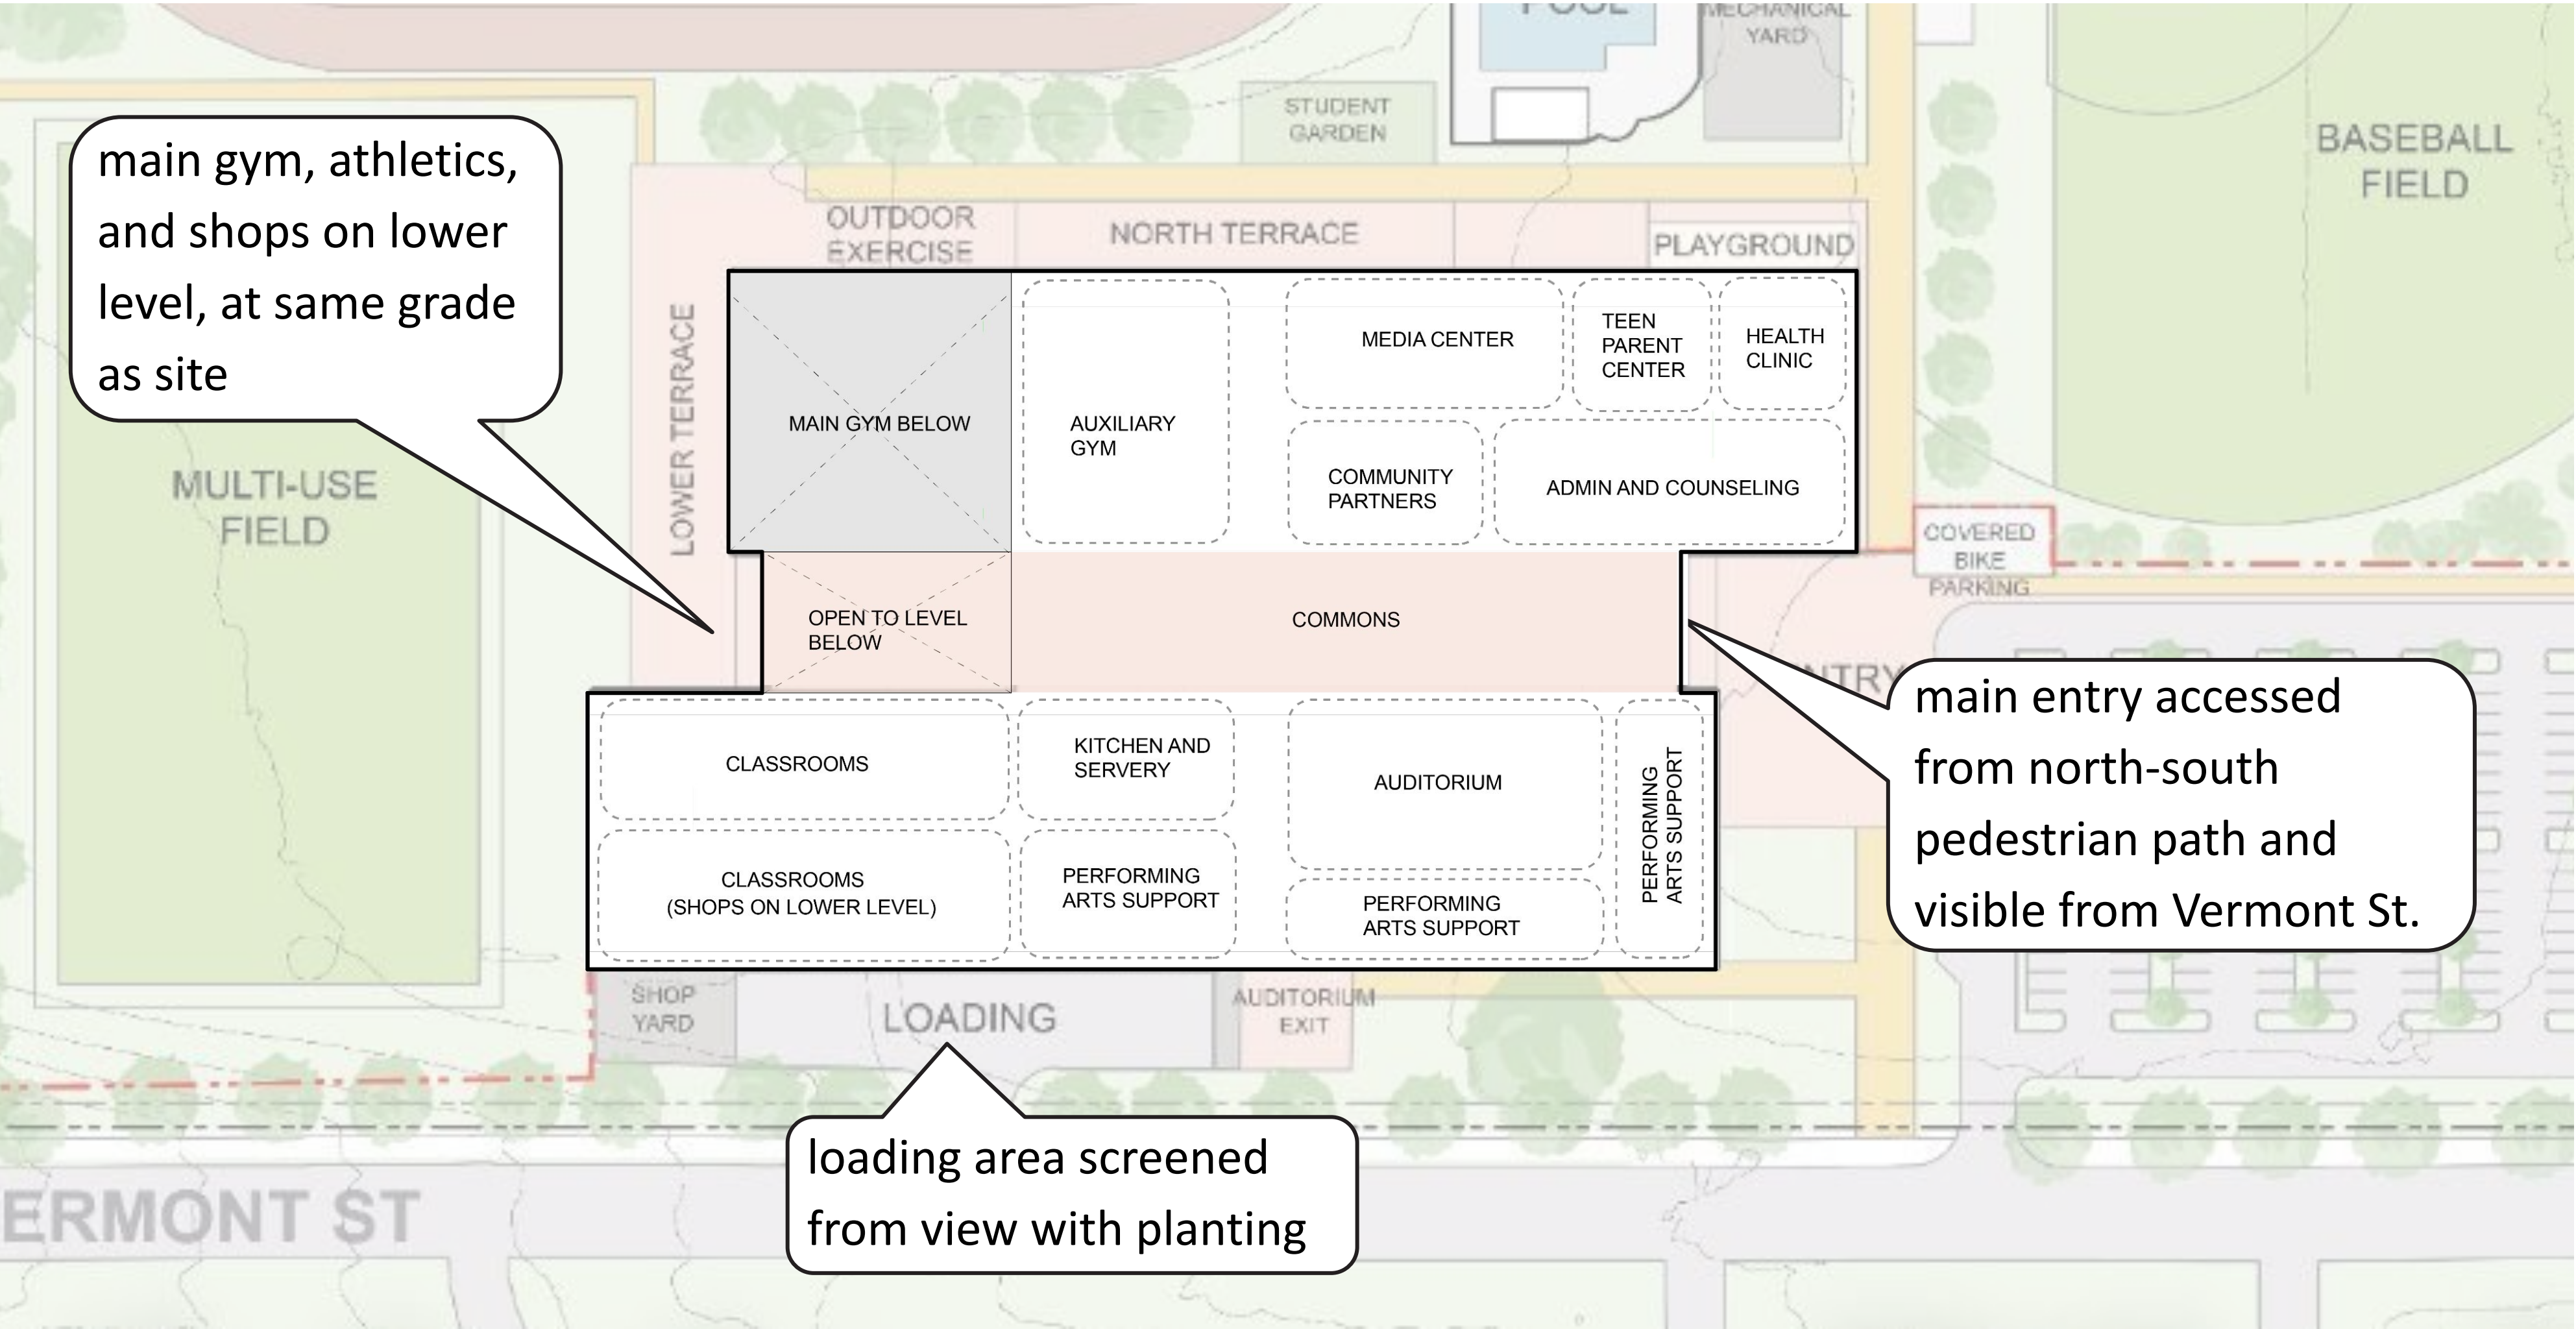 POOL
MECHANICAL
YARD
STUDENT
GARDEN
BASEBALL
FIELD
main gym, athletics,
and shops on lower
level, at same grade
as site
OUTDOOR
EXERCISE
NORTH TERRACE
PLAYGROUND
LOWER TERRACE
MULTI-USE
FIELD
MAIN GYM BELOW
AUXILIARY
GYM
MEDIA CENTER
TEEN
PARENT
CENTER
HEALTH
CLINIC
COMMUNITY
PARTNERS
ADMIN AND COUNSELING
COVERED
BIKE
PARKING
OPEN TO LEVEL
BELOW
COMMONS
NTRY
main entry accessed
from north-south
pedestrian path and
visible from Vermont St.
CLASSROOMS
KITCHEN AND
SERVERY
AUDITORIUM
PERFORMING
ARTS SUPPORT
CLASSROOMS
(SHOPS ON LOWER LEVEL)
PERFORMING
ARTS SUPPORT
PERFORMING
ARTS SUPPORT
SHOP
YARD
LOADING
AUDITORIUM
EXIT
loading area screened
from view with planting
ERMONT ST